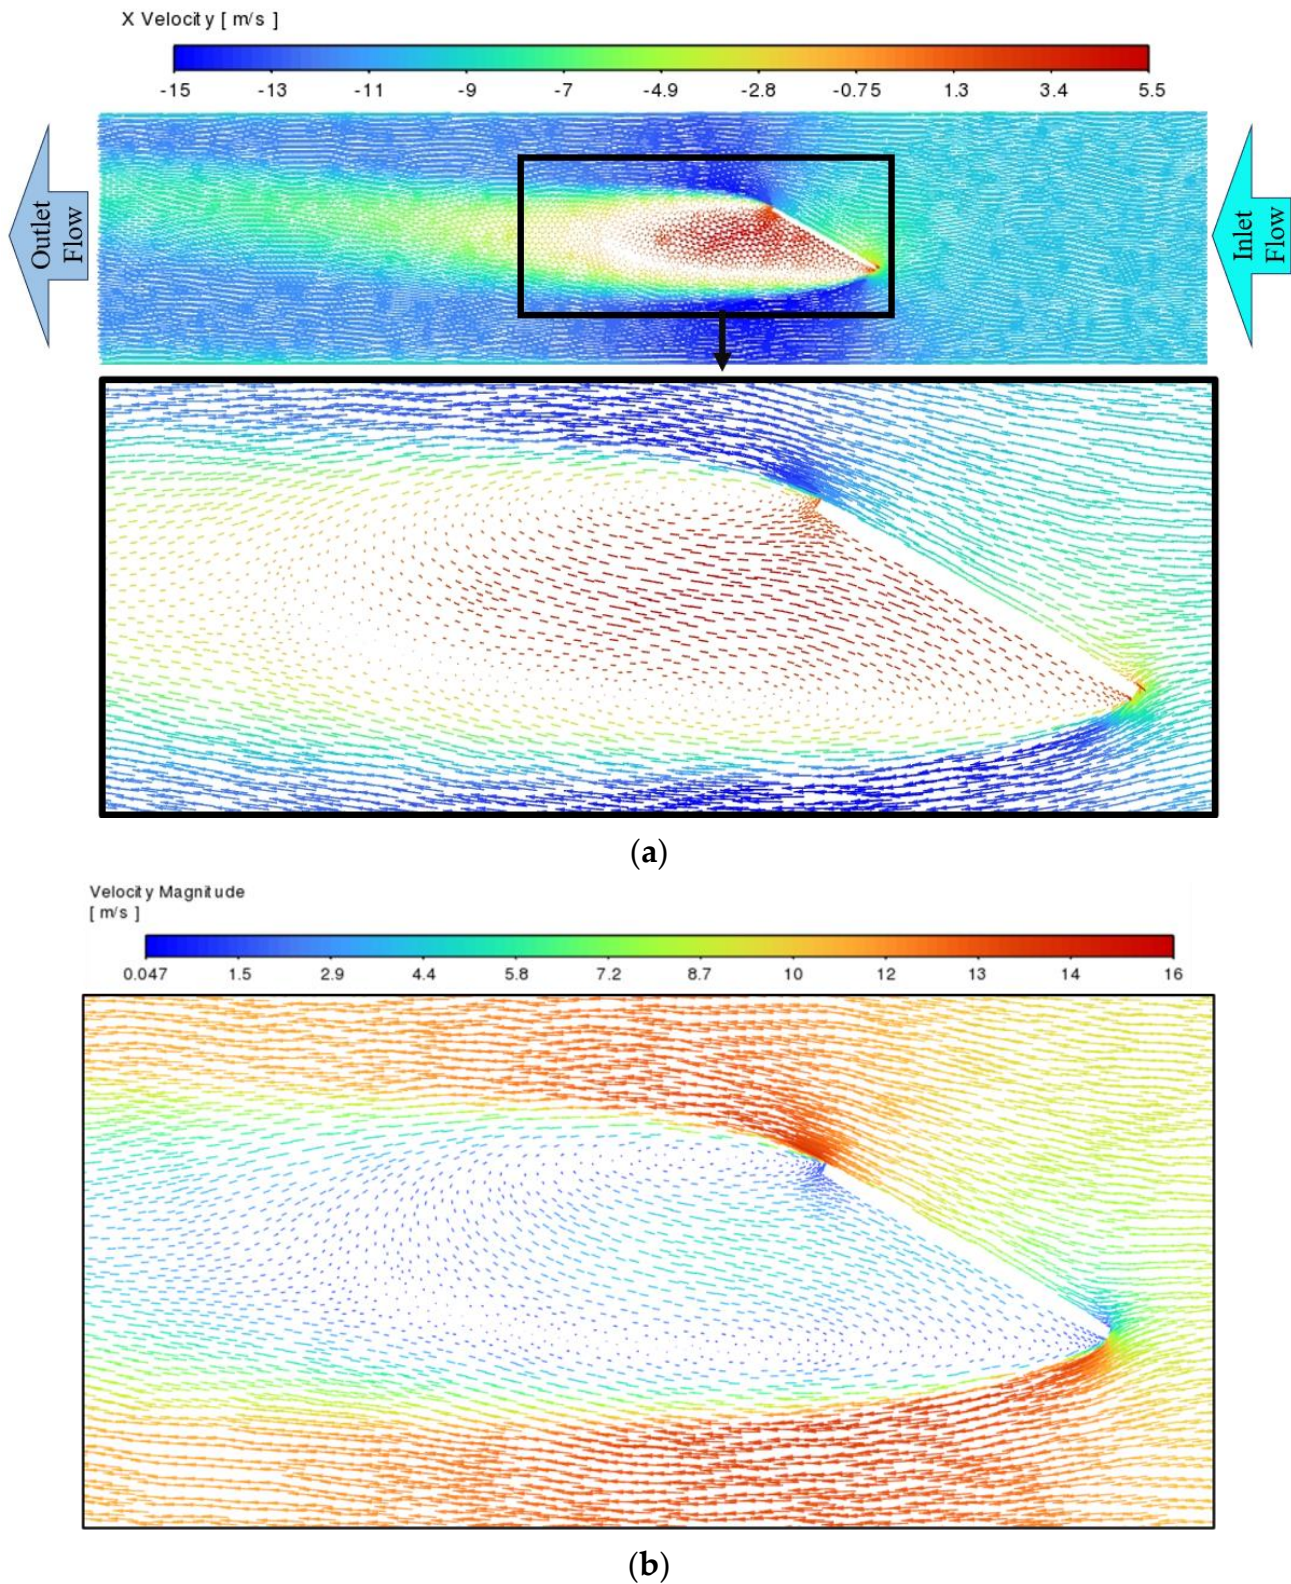 X Velocity [ m/s ]
-15 -13 -11 -9 -7 -4.9 -2.8 -0.75 1.3 3.4 5.5
Outlet
Flow
Inlet
Flow
(a)
Velocity Magnitude
[ m/s ]
0.047 1.5 2.9 4.4 5.8 7.2 8.7 10 12 13 14 16
(b)